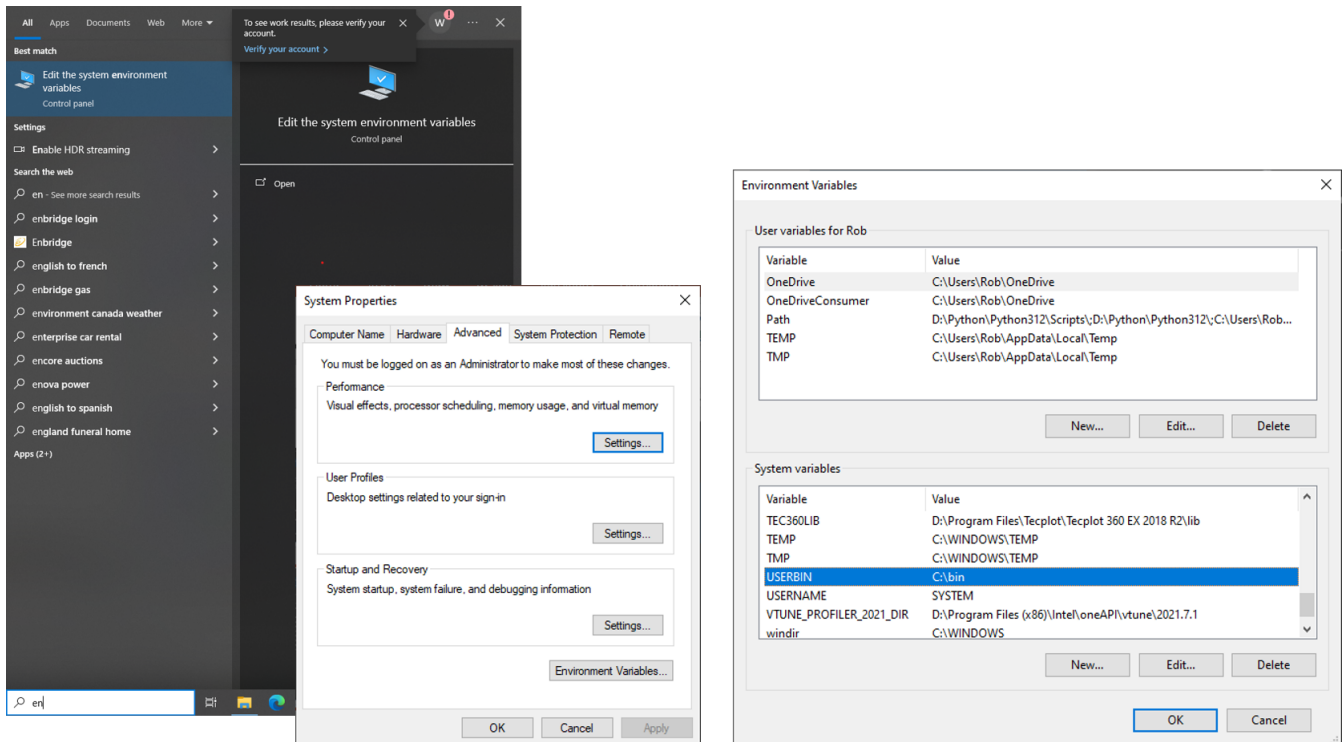 All Apps Documents Web More
To see work results, please verify your account.
Verify your account
W
!
Best match
Edit the system environment
variables
Control panel
Settings
Enable HDR streaming
Search the web
en - See more search results
enbridge login
Enbridge
english to french
enbridge gas
environment canada weather
enterprise car rental
encore auctions
enova power
english to spanish
england funeral home
Apps (2+)
en
Edit the system environment variables
Control panel
Open
System Properties
Computer Name Hardware Advanced System Protection Remote
You must be logged on as an Administrator to make most of these changes.
Performance
Visual effects, processor scheduling, memory usage, and virtual memory
Settings...
User Profiles
Desktop settings related to your sign-in
Settings...
Startup and Recovery
System startup, system failure, and debugging information
Settings...
Environment Variables...
OK Cancel Apply
Environment Variables
User variables for Rob
Variable Value
OneDrive C:\Users\Rob\OneDrive
OneDriveConsumer C:\Users\Rob\OneDrive
Path D:\Python\Python312\Scripts\;D:\Python\Python312\;C:\Users\Rob...
TEMP C:\Users\Rob\AppData\Local\Temp
TMP C:\Users\Rob\AppData\Local\Temp
New... Edit... Delete
System variables
Variable Value
TEC360LIB D:\Program Files\Tecplot\Tecplot 360 EX 2018 R2\lib
TEMP C:\WINDOWS\TEMP
TMP C:\WINDOWS\TEMP
USERBIN C:\bin
USERNAME SYSTEM
VTUNE_PROFILER_2021_DIR D:\Program Files (x86)\Intel\oneAPI\vtune\2021.7.1
windir C:\WINDOWS
New... Edit... Delete
OK Cancel